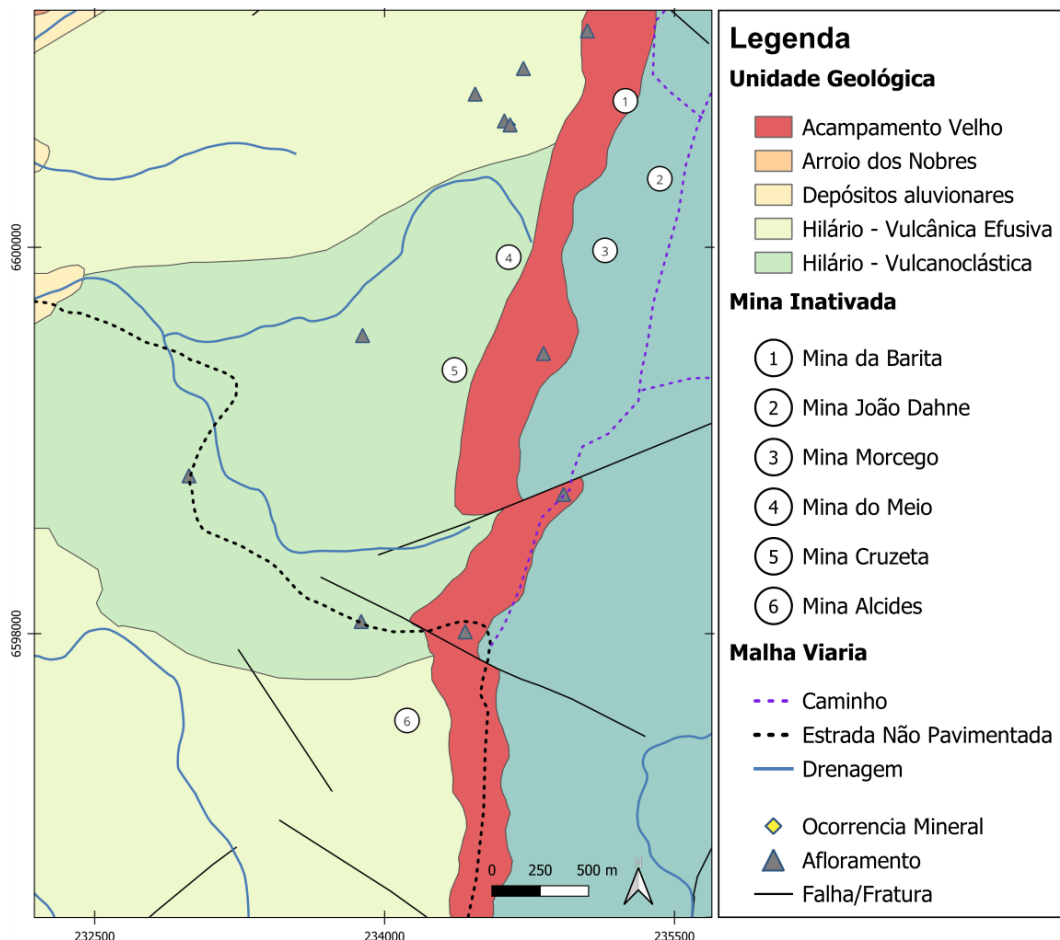 Legenda
Unidade Geológica
Acampamento Velho
Arroio dos Nobres
Depósitos aluvionares
Hilário - Vulcânica Efusiva
Hilário - Vulcanoclástica
Mina Inativada
1 Mina da Barita
2 Mina João Dahne
3 Mina Morcego
4 Mina do Meio
5 Mina Cruzeta
6 Mina Alcides
Malha Viaria
Caminho
Estrada Não Pavimentada
Drenagem
Ocorrencia Mineral
Afloramento
Falha/Fratura
1
2
3
4
5
6
6600000
6598000
0 250 500 m
232500 234000 235500